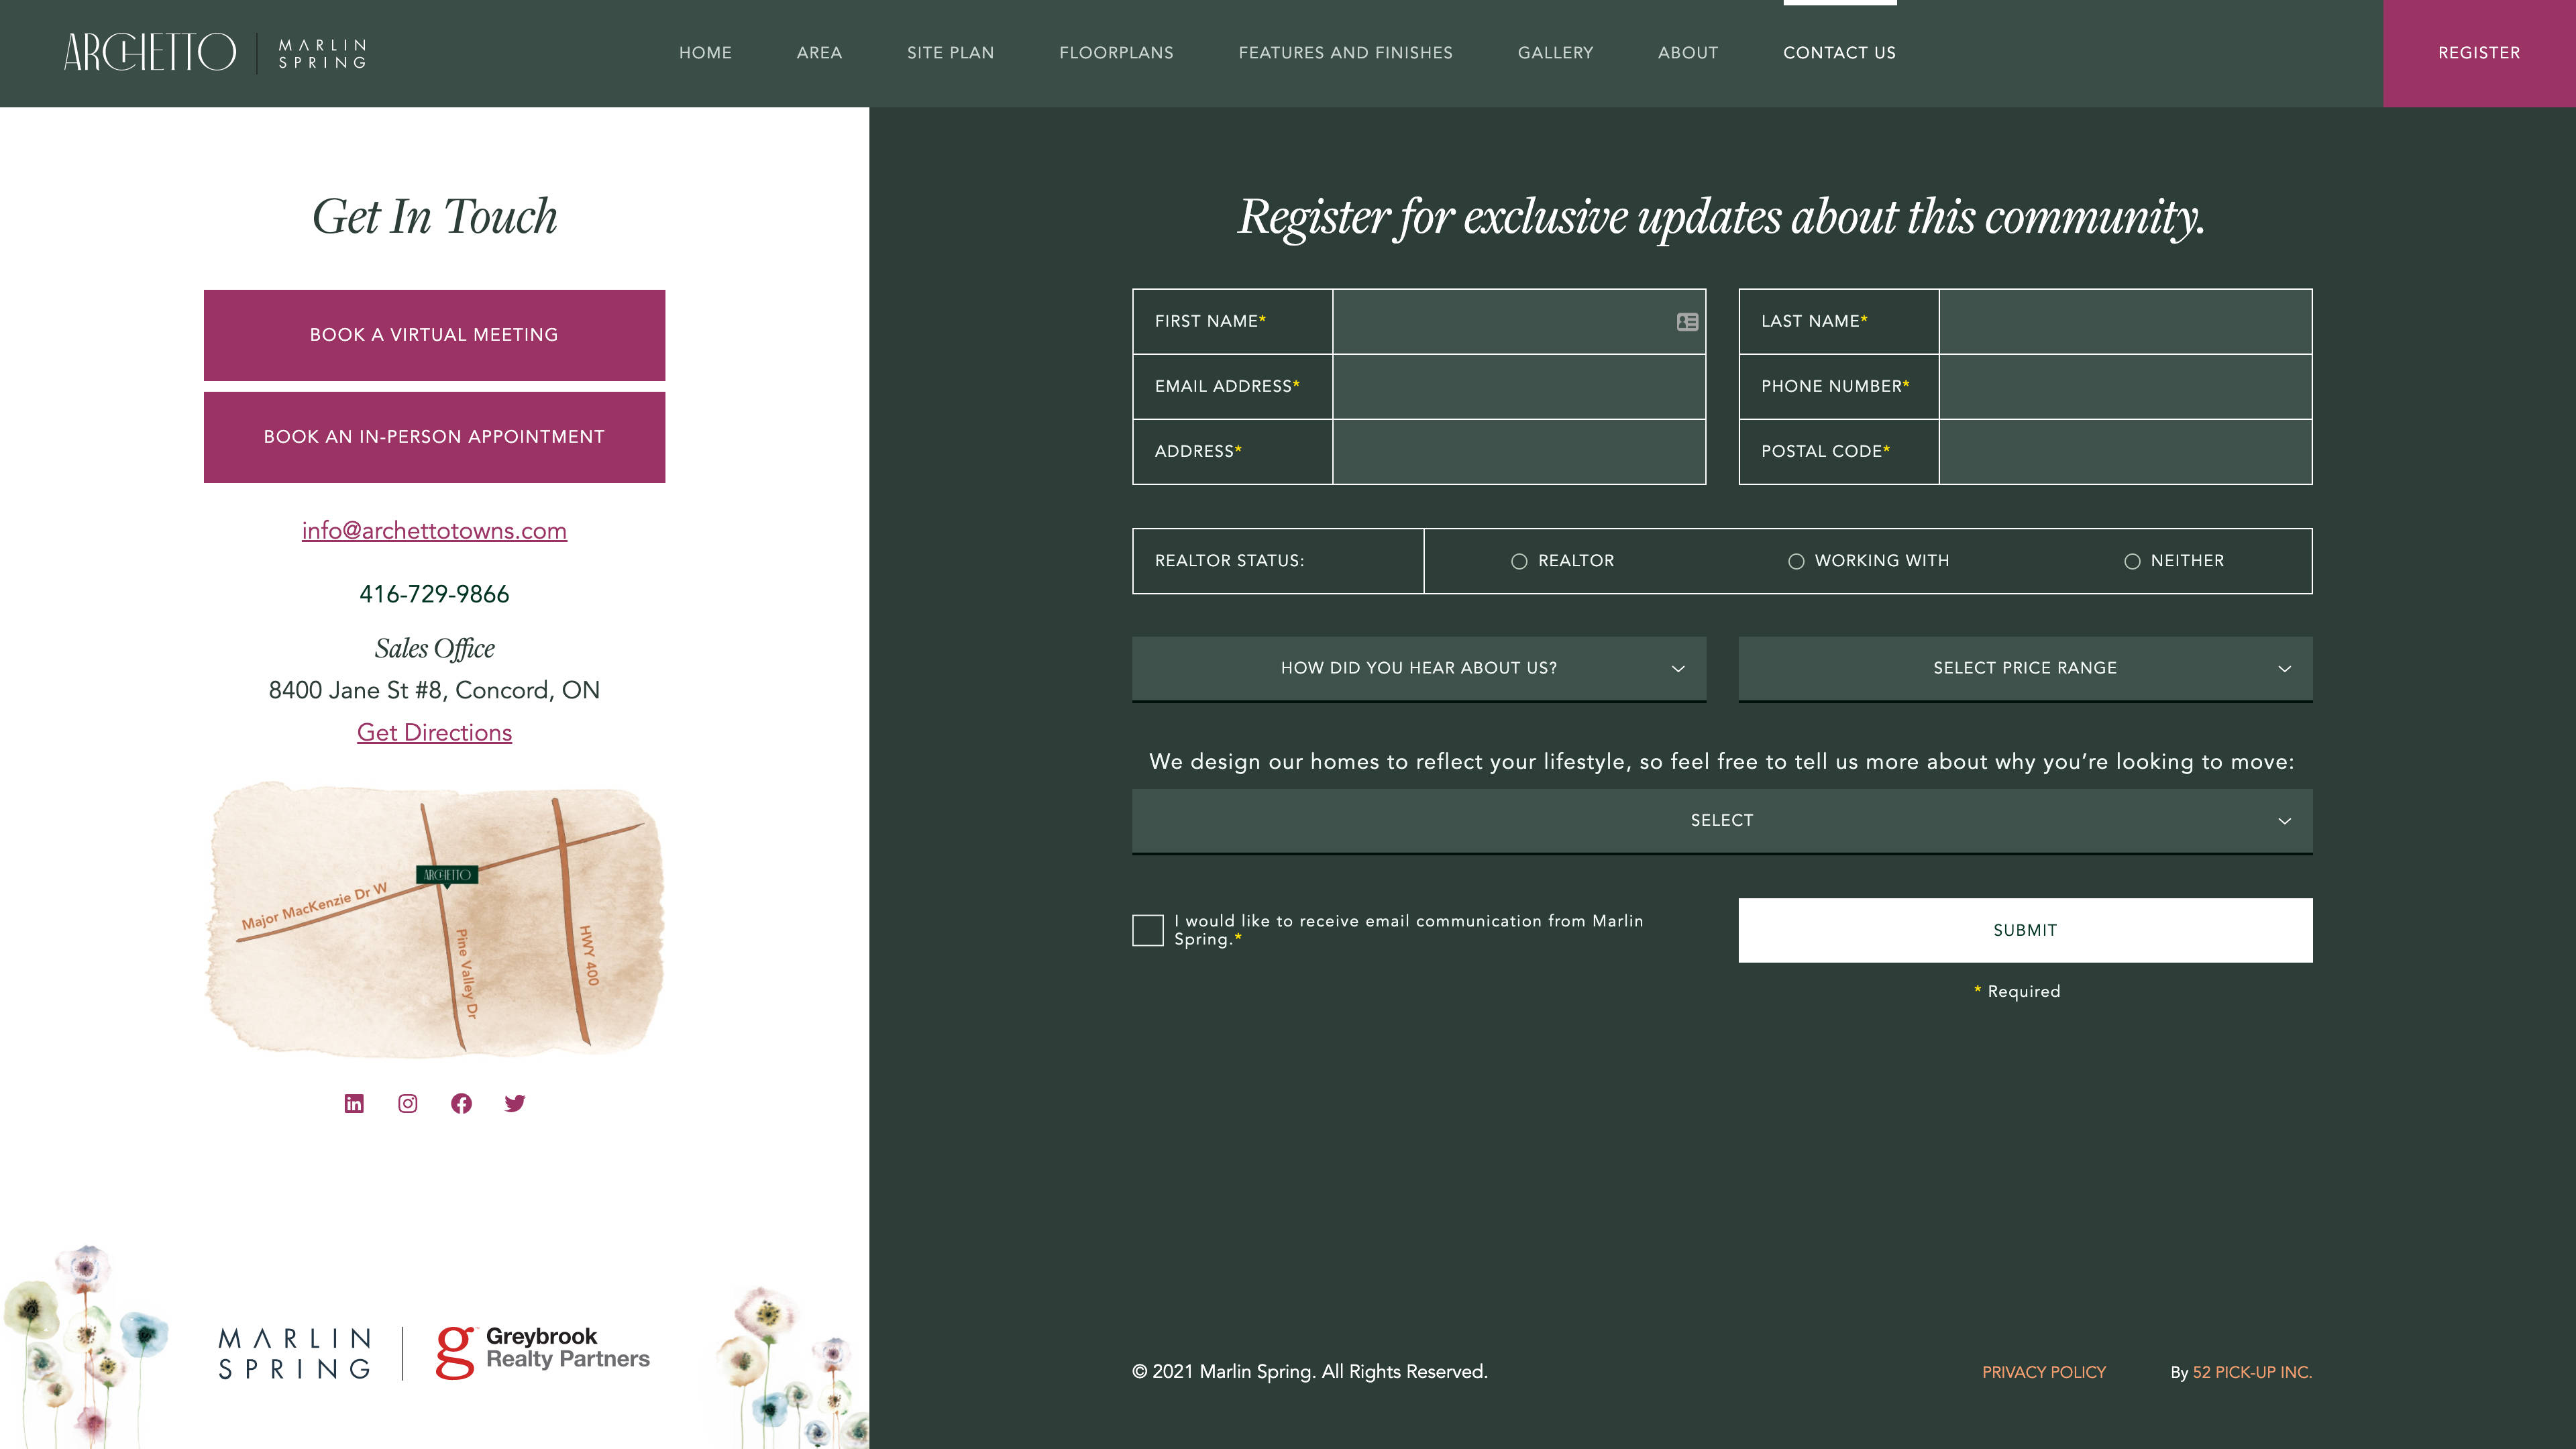 ARCHETTO
MARLIN
SPRING
HOME
AREA
SITE PLAN
FLOORPLANS
FEATURES AND FINISHES
GALLERY
ABOUT
CONTACT US
REGISTER
Get In Touch
BOOK A VIRTUAL MEETING
BOOK AN IN-PERSON APPOINTMENT
info@archettotowns.com
416-729-9866
Sales Office
8400 Jane St #8, Concord, ON
Get Directions
ARCHETTO
Major MacKenzie Dr W
Pine Valley Dr
HWY 400
MARLIN
SPRING
g
Greybrook
Realty Partners
Register for exclusive updates about this community.
FIRST NAME*
LAST NAME*
EMAIL ADDRESS*
PHONE NUMBER*
ADDRESS*
POSTAL CODE*
REALTOR STATUS:
REALTOR
WORKING WITH
NEITHER
HOW DID YOU HEAR ABOUT US?
SELECT PRICE RANGE
We design our homes to reflect your lifestyle, so feel free to tell us more about why you’re looking to move:
SELECT
I would like to receive email communication from Marlin
Spring.*
SUBMIT
* Required
© 2021 Marlin Spring. All Rights Reserved.
PRIVACY POLICY
By 52 PICK-UP INC.